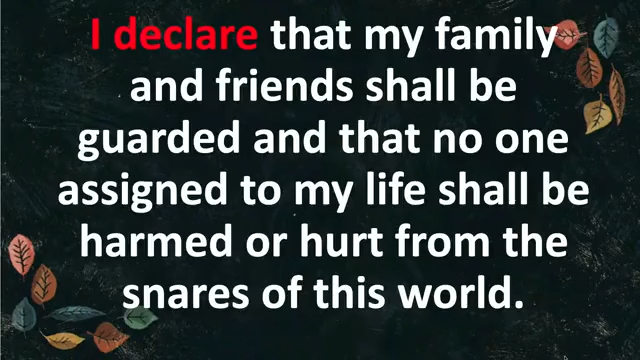 I declare that my family
and friends shall be
guarded and that no one
assigned to my life shall be
harmed or hurt from the
snares of this world.